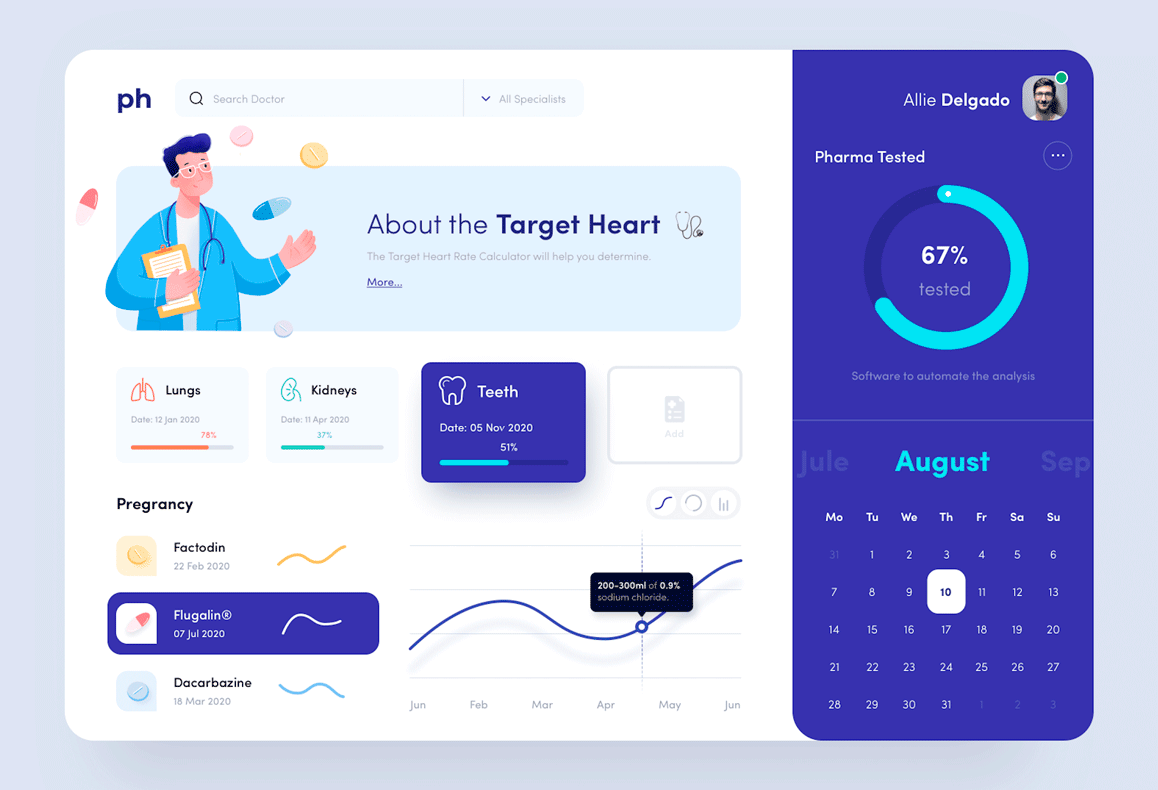 ph
Search Doctor
All Specialists
Allie Delgado
Pharma Tested
About the Target Heart
The Target Heart Rate Calculator will help you determine.
More...
67%
tested
Software to automate the analysis
Lungs
Date: 12 Jan 2020
78%
Kidneys
Date: 11 Apr 2020
37%
Teeth
Date: 05 Nov 2020
51%
Add
Pregrancy
Factodin
22 Feb 2020
Flugalin®
07 Jul 2020
Dacarbazine
18 Mar 2020
200-300ml of 0.9%
sodium chloride.
Jun Feb Mar Apr May Jun
Jule August Sep
Mo Tu We Th Fr Sa Su
31 1 2 3 4 5 6
7 8 9 10 11 12 13
14 15 16 17 18 19 20
21 22 23 24 25 26 27
28 29 30 31 1 2 3